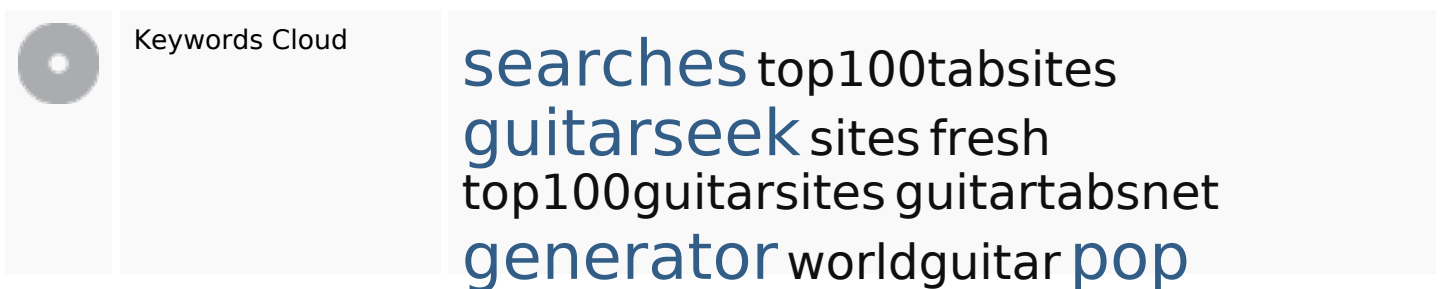 Keywords Cloud
searches top100tabsites
guitarseek sites fresh
top100guitarsites guitartabsnet
generator worldguitar pop